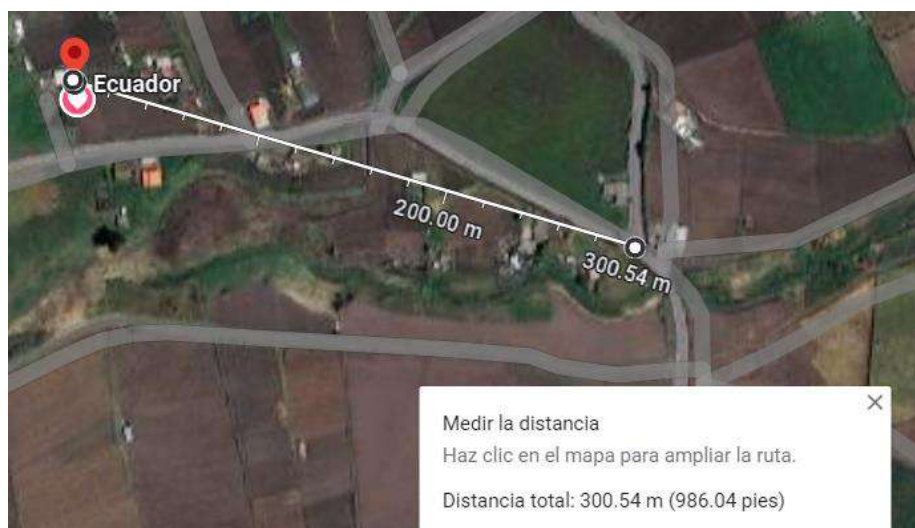 Ecuador
200.00 m
300.54 m
Medir la distancia
Haz clic en el mapa para ampliar la ruta.
Distancia total: 300.54 m (986.04 pies)